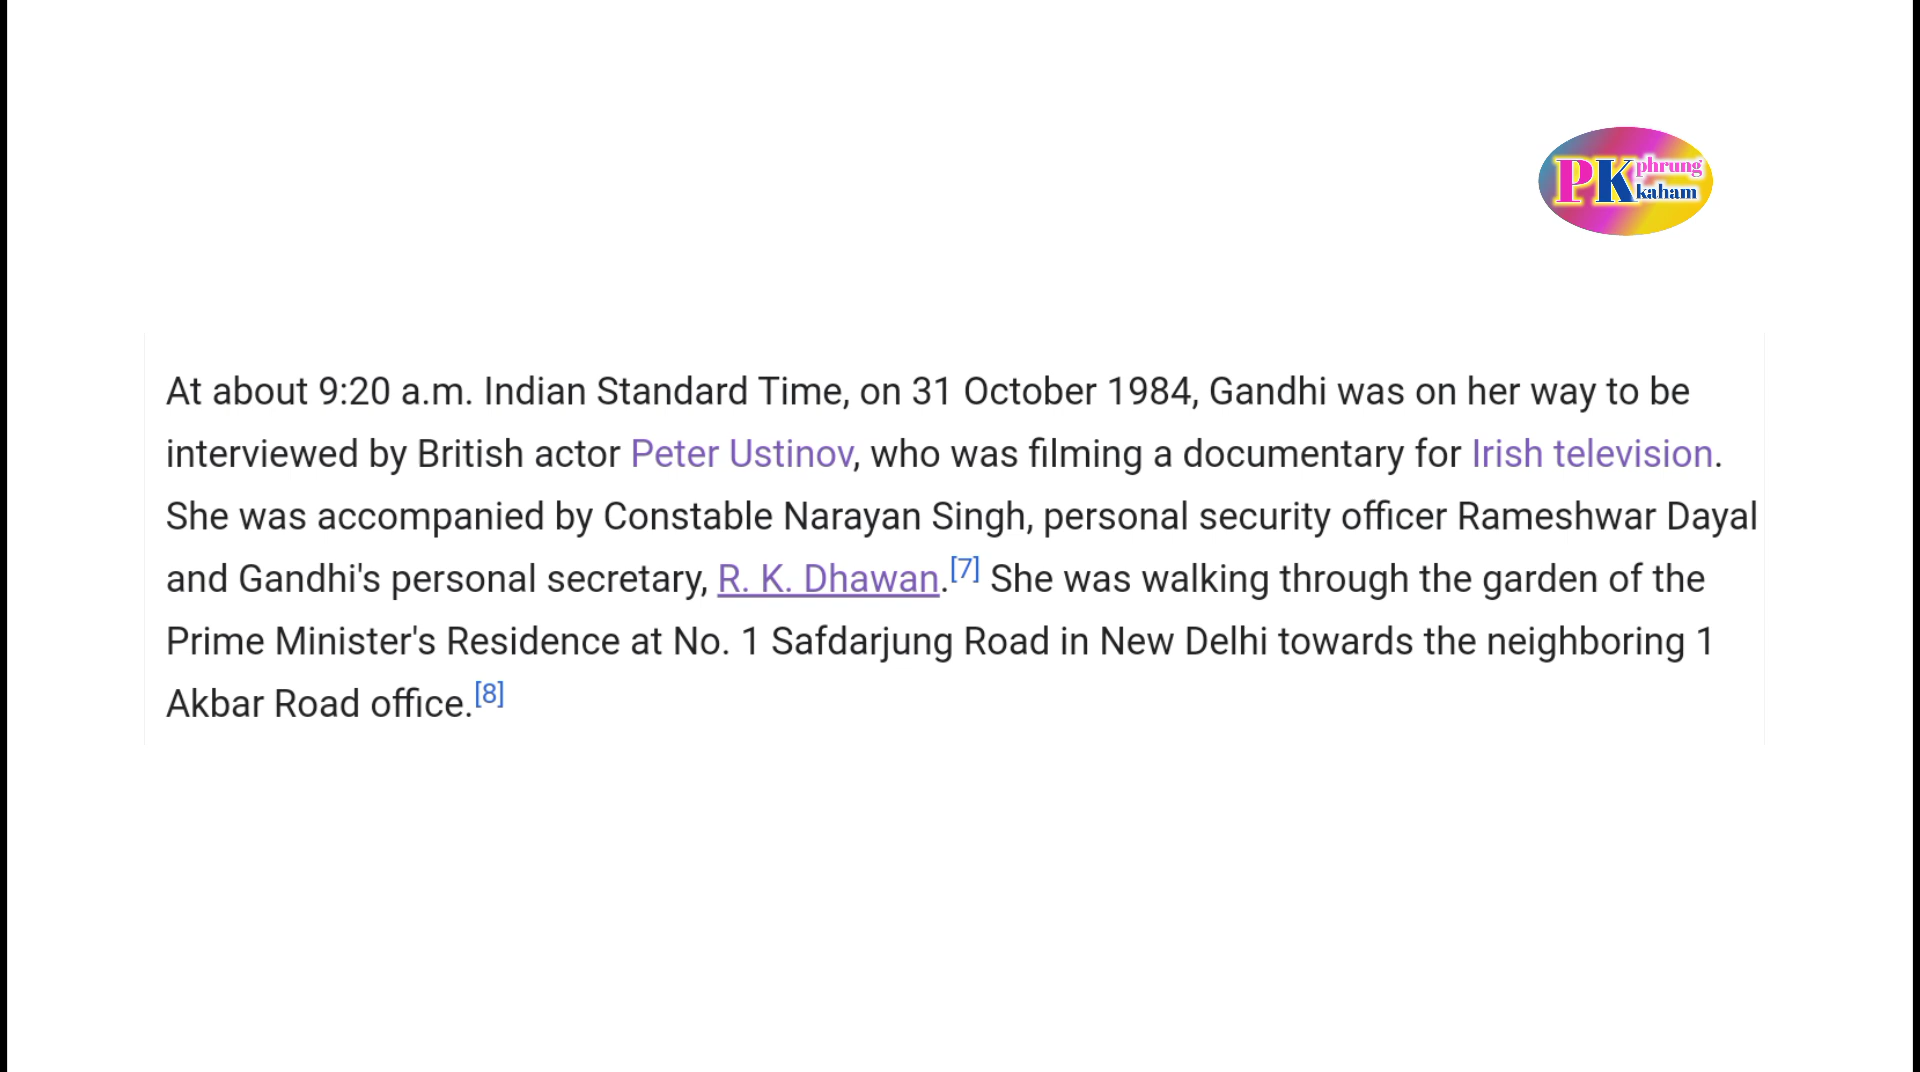 PK phrung
kaham
At about 9:20 a.m. Indian Standard Time, on 31 October 1984, Gandhi was on her way to be
interviewed by British actor Peter Ustinov, who was filming a documentary for Irish television.
She was accompanied by Constable Narayan Singh, personal security officer Rameshwar Dayal
and Gandhi's personal secretary, R. K. Dhawan.[7] She was walking through the garden of the
Prime Minister's Residence at No. 1 Safdarjung Road in New Delhi towards the neighboring 1
Akbar Road office.[8]